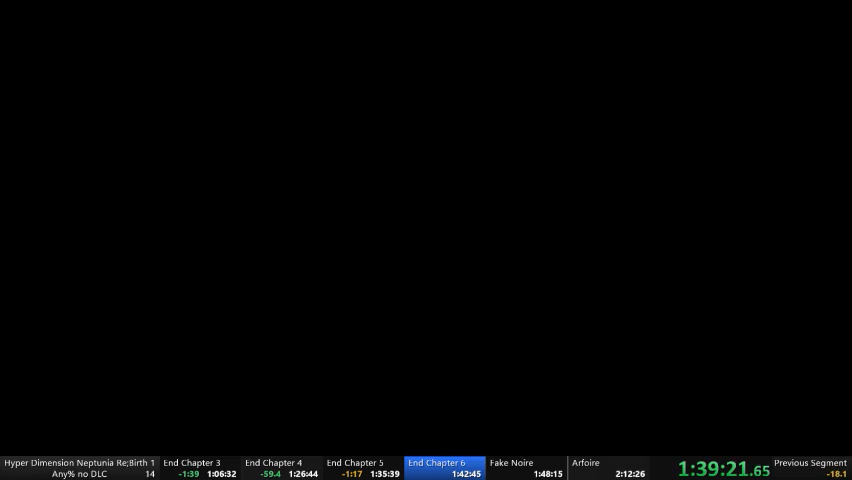 Hyper Dimension Neptunia Re;Birth 1
Any% no DLC 14
End Chapter 3
-1:39 1:06:32
End Chapter 4
-59.4 1:26:44
End Chapter 5
-1:17 1:35:39
End Chapter 6
1:42:45
Fake Noire
1:48:15
Arfoire
2:12:26
1:39:21.65
Previous Segment
-18.1